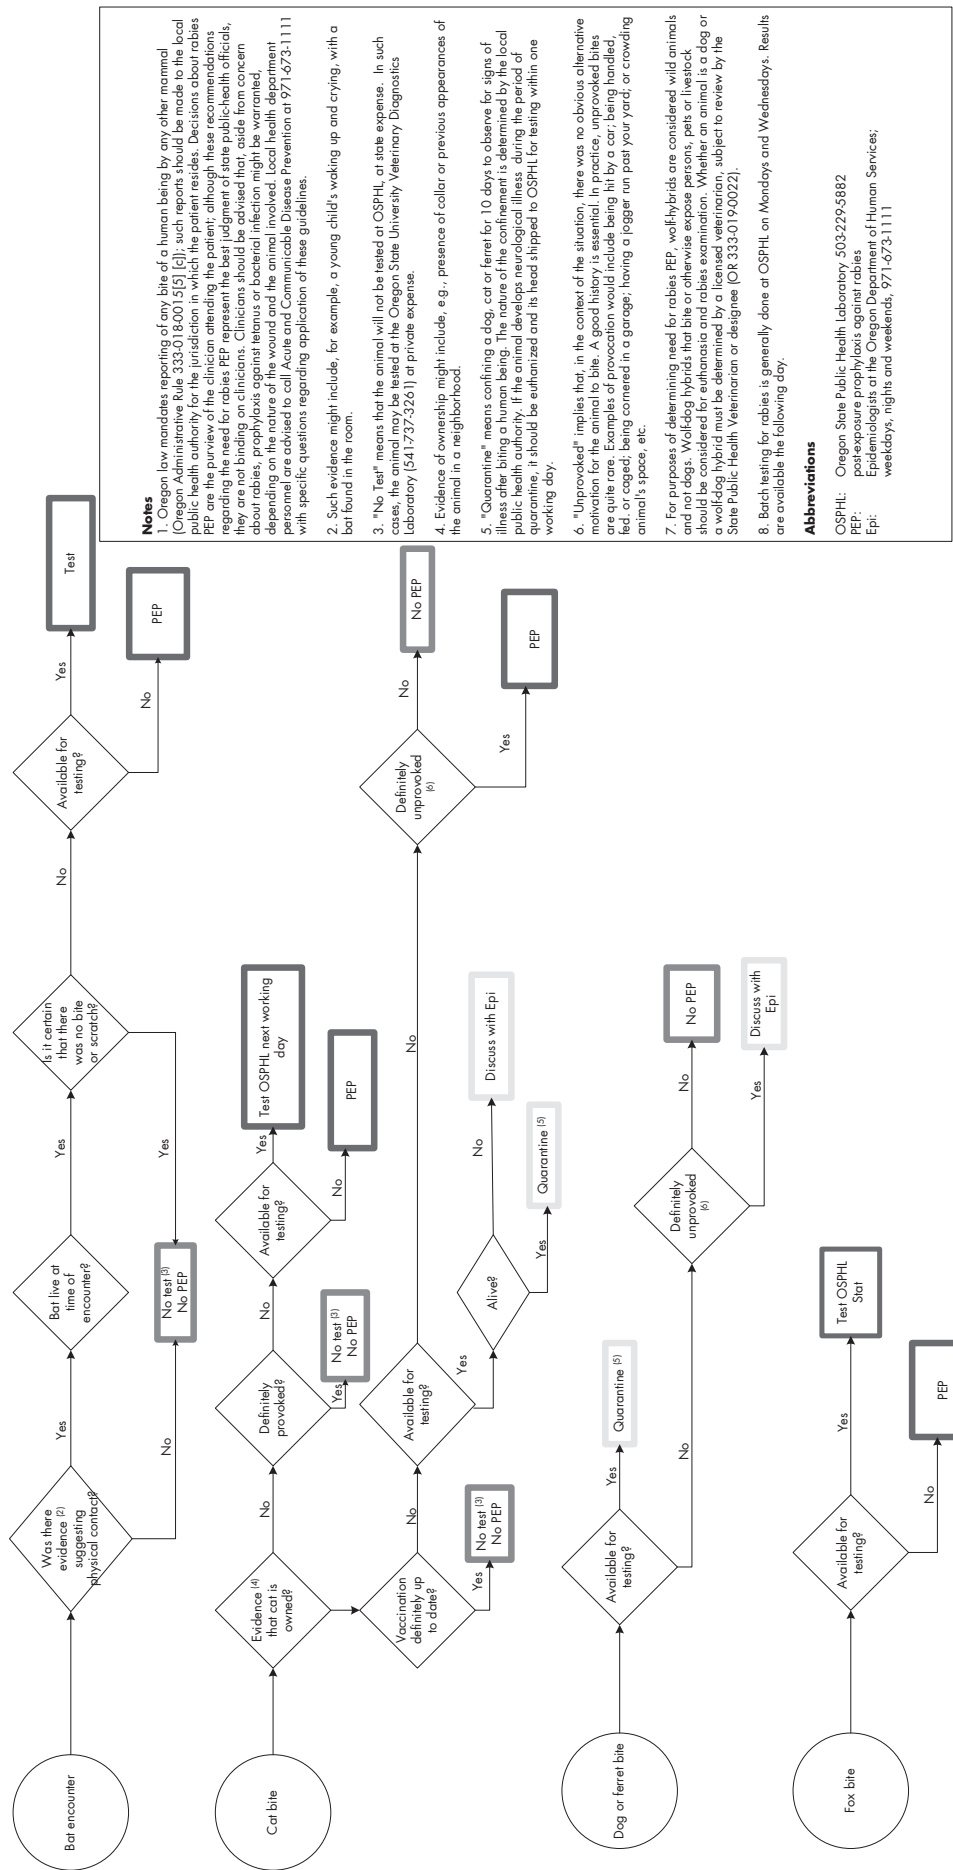 Bat encounter
Was there
evidence (2)
suggesting
physical contact?
Yes
No
Bat live at
time of
encounter?
Yes
No test (3)
No PEP
Is it certain
that there
was no bite
or scratch?
Yes
No
Available for
testing?
Yes
Test
No
PEP
Cat bite
Evidence (4)
that cat is
owned?
No
Definitely
provoked?
Yes
No test (3)
No PEP
No
Available for
testing?
Yes
Test OSPHL next working
day
No
PEP
Vaccination
definitely up
to date?
Yes
No test (3)
No PEP
No
Available for
testing?
Yes
Alive?
No
Discuss with Epi
Yes
Quarantine (5)
No
Definitely
unprovoked
(6)
No
No PEP
Yes
PEP
Dog or ferret bite
Available for
testing?
Yes
Quarantine (5)
No
Definitely
unprovoked
(6)
No
No PEP
Yes
Discuss with
Epi
Fox bite
Available for
testing?
Yes
Test OSPHL
Stat
No
PEP
Notes
1. Oregon law mandates reporting of any bite of a human being by any other mammal
(Oregon Administrative Rule 333-018-0015[5] [c]); such reports should be made to the local
public health authority for the jurisdiction in which the patient resides. Decisions about rabies
PEP are the purview of the clinician attending the patient; although these recommendations
regarding the need for rabies PEP represent the best judgment of state public-health officials,
they are not binding on clinicians. Clinicians should be advised that, aside from concern
about rabies, prophylaxis against tetanus or bacterial infection might be warranted,
depending on the nature of the wound and the animal involved. Local health department
personnel are advised to call Acute and Communicable Disease Prevention at 971-673-1111
with specific questions regarding application of these guidelines.
2. Such evidence might include, for example, a young child's waking up and crying, with a
bat found in the room.
3. "No Test" means that the animal will not be tested at OSPHL, at state expense. In such
cases, the animal may be tested at the Oregon State University Veterinary Diagnostics
Laboratory (541-737-3261) at private expense.
4. Evidence of ownership might include, e.g., presence of collar or previous appearances of
the animal in a neighborhood.
5. "Quarantine" means confining a dog, cat or ferret for 10 days to observe for signs of
illness after biting a human being. The nature of the confinement is determined by the local
public health authority. If the animal develops neurological illness during the period of
quarantine, it should be euthanized and its head shipped to OSPHL for testing within one
working day.
6. "Unprovoked" implies that, in the context of the situation, there was no obvious alternative
motivation for the animal to bite. A good history is essential. In practice, unprovoked bites
are quite rare. Examples of provocation would include being hit by a car; being handled,
fed, or caged; being cornered in a garage; having a jogger run past your yard; or crowding
animal's space, etc.
7. For purposes of determining need for rabies PEP, wolf-hybrids are considered wild animals
and not dogs. Wolf-dog hybrids that bite or otherwise expose persons, pets or livestock
should be considered for euthanasia and rabies examination. Whether an animal is a dog or
a wolf-dog hybrid must be determined by a licensed veterinarian, subject to review by the
State Public Health Veterinarian or designee (OR 333-019-0022).
8. Batch testing for rabies is generally done at OSPHL on Mondays and Wednesdays. Results
are available the following day.
Abbreviations
OSPHL: Oregon State Public Health Laboratory 503-229-5882
PEP: post-exposure prophylaxis against rabies
Epi: Epidemiologists at the Oregon Department of Human Services;
weekdays, nights and weekends, 971-673-1111